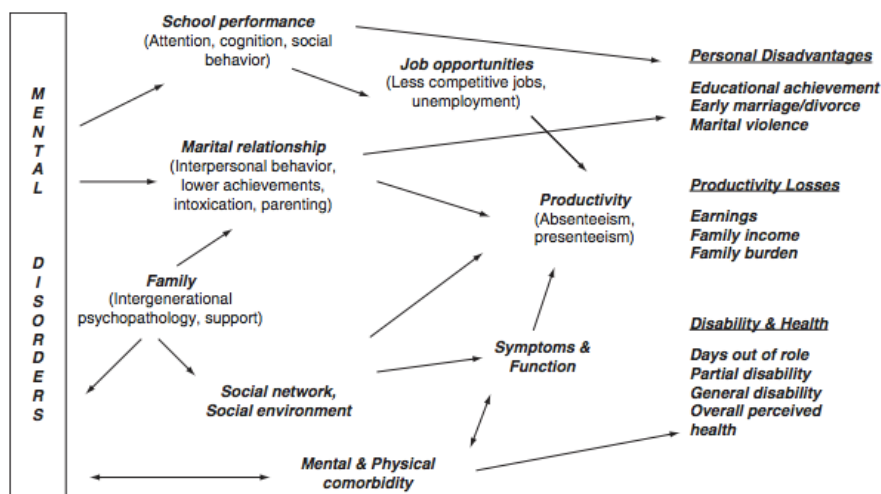 MENTAL DISORDERS
School performance
(Attention, cognition, social
behavior)
Job opportunities
(Less competitive jobs,
unemployment)
Marital relationship
(Interpersonal behavior,
lower achievements,
intoxication, parenting)
Productivity
(Absenteeism,
presenteeism)
Family
(Intergenerational
psychopathology, support)
Symptoms &
Function
Social network,
Social environment
Mental & Physical
comorbidity
Personal Disadvantages
Educational achievement
Early marriage/divorce
Marital violence
Productivity Losses
Earnings
Family income
Family burden
Disability & Health
Days out of role
Partial disability
General disability
Overall perceived
health